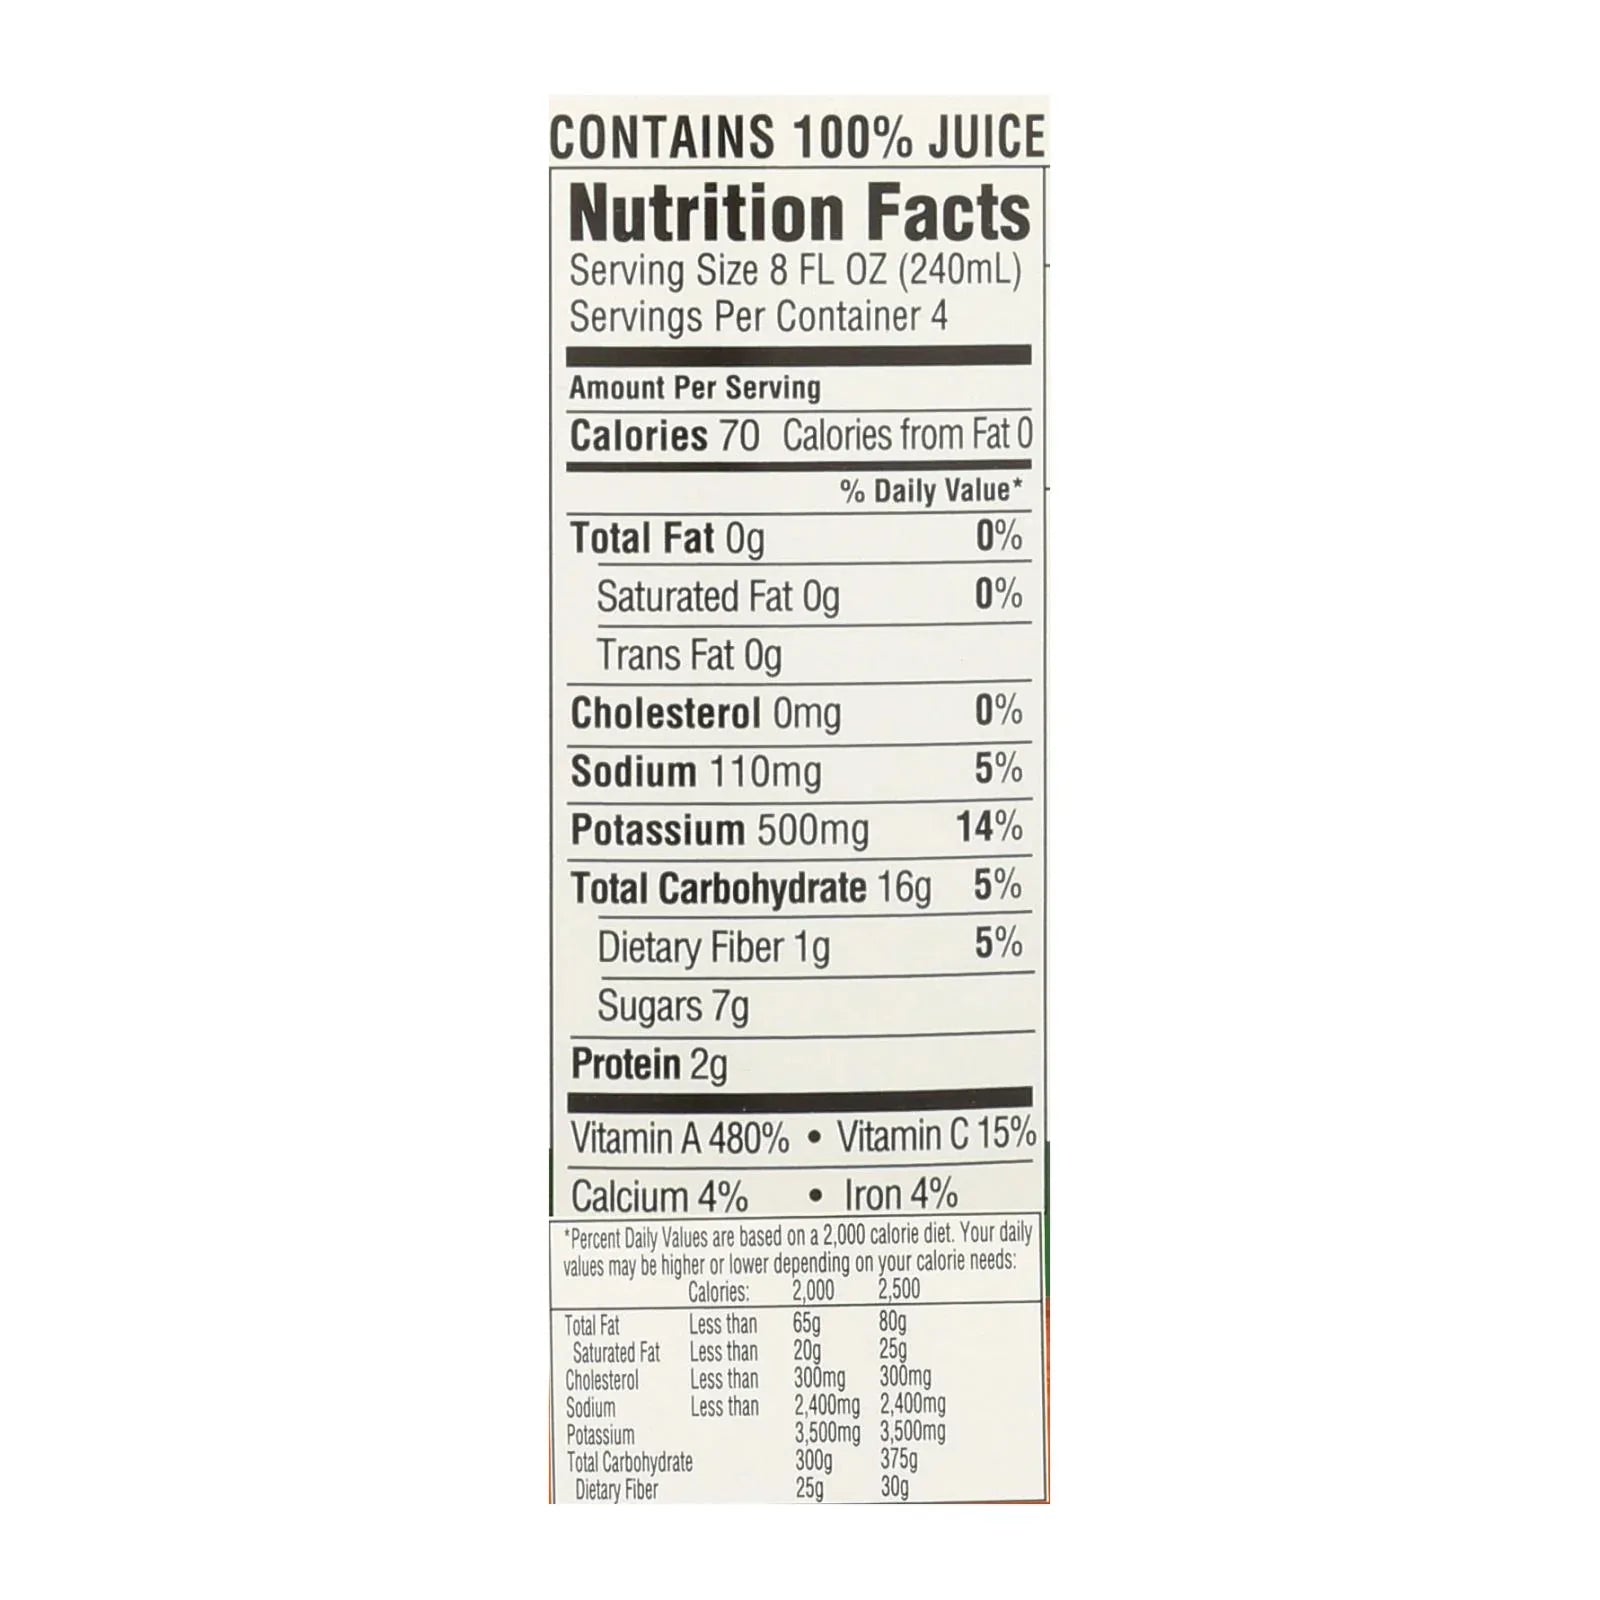 CONTAINS 100% JUICE
Nutrition Facts
Serving Size 8 FL OZ (240mL)
Servings Per Container 4
Amount Per Serving
Calories 70 Calories from Fat 0
% Daily Value*
Total Fat 0g 0%
Saturated Fat 0g 0%
Trans Fat 0g
Cholesterol 0mg 0%
Sodium 110mg 5%
Potassium 500mg 14%
Total Carbohydrate 16g 5%
Dietary Fiber 1g 5%
Sugars 7g
Protein 2g
Vitamin A 480% • Vitamin C 15%
Calcium 4% • Iron 4%
*Percent Daily Values are based on a 2,000 calorie diet. Your daily
values may be higher or lower depending on your calorie needs:
Calories: 2,000 2,500
Total Fat Less than 65g 80g
Saturated Fat Less than 20g 25g
Cholesterol Less than 300mg 300mg
Sodium Less than 2,400mg 2,400mg
Potassium 3,500mg 3,500mg
Total Carbohydrate 300g 375g
Dietary Fiber 25g 30g